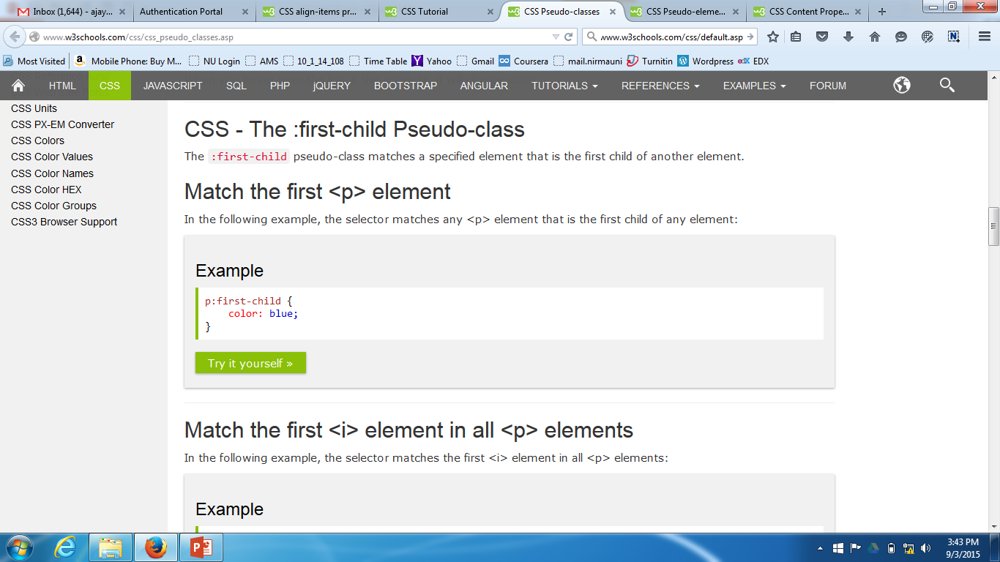 Inbox (1,644) - ajay...
Authentication Portal
CSS align-items pr...
CSS Tutorial
CSS Pseudo-classes
CSS Pseudo-eleme...
CSS Content Prope...
www.w3schools.com/css/css_pseudo_classes.asp
www.w3schools.com/css/default.asp
Most Visited
Mobile Phone: Buy M...
NU Login
AMS
10_1_14_108
Time Table
Yahoo
Gmail
Coursera
mail.nirmauni
Turnitin
Wordpress
edX EDX
HTML
CSS
JAVASCRIPT
SQL
PHP
jQUERY
BOOTSTRAP
ANGULAR
TUTORIALS
REFERENCES
EXAMPLES
FORUM
CSS Units
CSS PX-EM Converter
CSS Colors
CSS Color Values
CSS Color Names
CSS Color HEX
CSS Color Groups
CSS3 Browser Support
CSS - The :first-child Pseudo-class
The :first-child pseudo-class matches a specified element that is the first child of another element.
Match the first <p> element
In the following example, the selector matches any <p> element that is the first child of any element:
Example
p:first-child {
    color: blue;
}
Try it yourself »
Match the first <i> element in all <p> elements
In the following example, the selector matches the first <i> element in all <p> elements:
Example
3:43 PM
9/3/2015